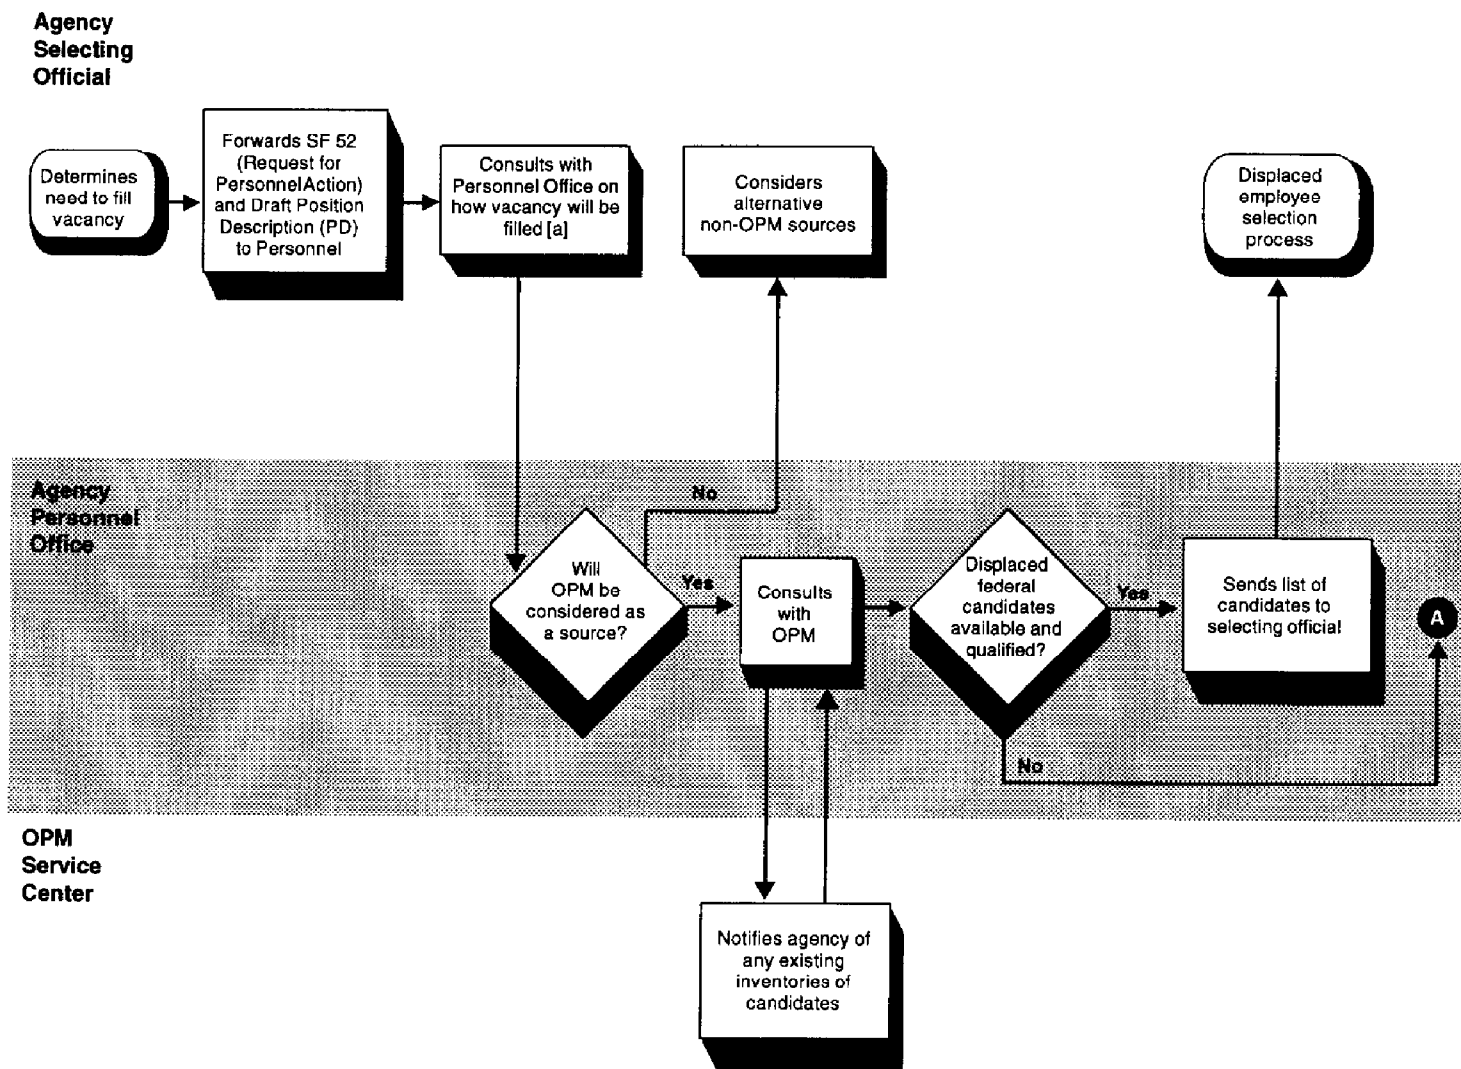 Agency
Selecting
Official
Determines
need to fill
vacancy
Forwards SF 52
(Request for
PersonnelAction)
and Draft Position
Description (PD)
to Personnel
Consults with
Personnel Office on
how vacancy will be
filled [a]
Considers
alternative
non-OPM sources
Displaced
employee
selection
process
Agency
Personnel
Office
No
Will
OPM be
considered as
a source?
Yes
Consults
with
OPM
Displaced
federal
candidates
available and
qualified?
Yes
Sends list of
candidates to
selecting official
A
No
OPM
Service
Center
Notifies agency of
any existing
inventories of
candidates